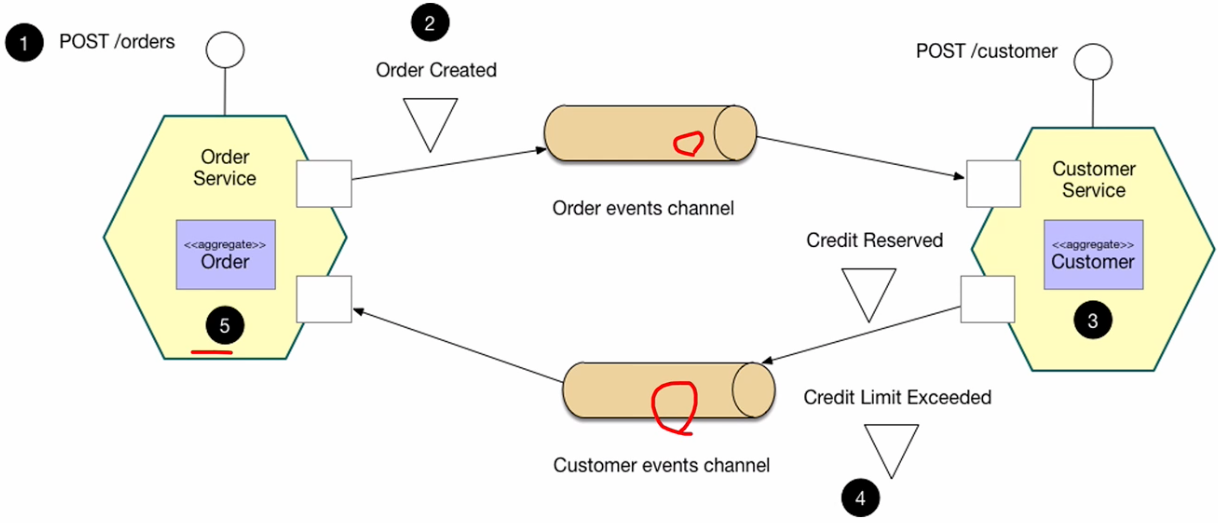 1
POST /orders
2
Order Created
POST /customer
Order
Service
<<aggregate>>
Order
5
Order events channel
Customer
Service
<<aggregate>>
Customer
3
Credit Reserved
Credit Limit Exceeded
4
Customer events channel